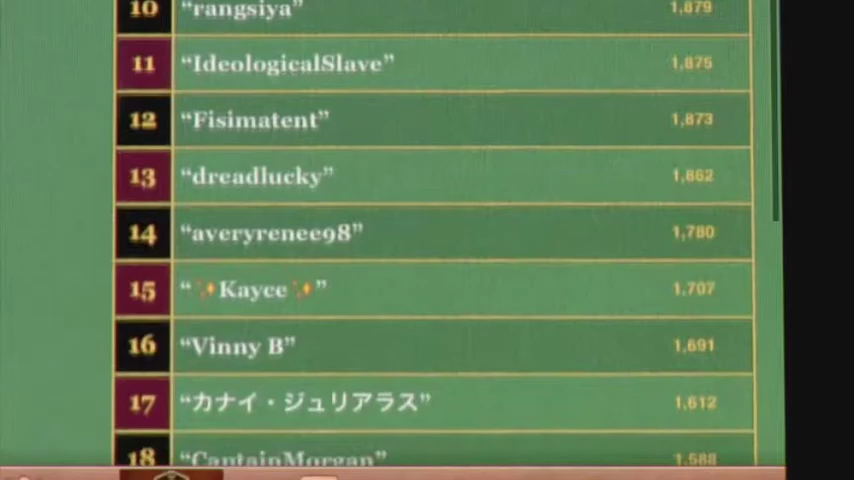 10 “rangsiya” 1,879
11 “IdeologicalSlave” 1,875
12 “Fisimatent” 1,873
13 “dreadlucky” 1,862
14 “averyrenee98” 1,780
15 “✨Kayce✨” 1,707
16 “Vinny B” 1,691
17 “カナイ・ジュリアラス” 1,612
18 “CaptainMorgan” 1,588